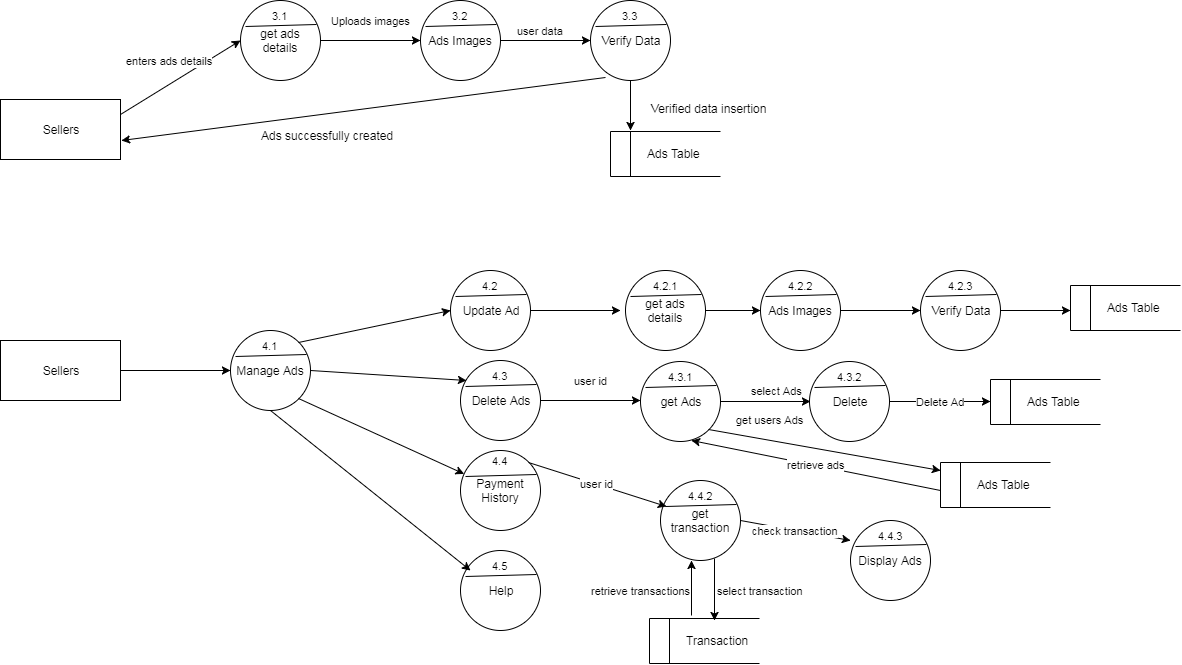 3.1
get ads
details
Uploads images
3.2
Ads Images
user data
3.3
Verify Data
enters ads details
Sellers
Ads successfully created
Verified data insertion
Ads Table
4.2
Update Ad
4.2.1
get ads
details
4.2.2
Ads Images
4.2.3
Verify Data
Ads Table
Sellers
4.1
Manage Ads
4.3
Delete Ads
user id
4.3.1
get Ads
select Ads
4.3.2
Delete
Delete Ad
Ads Table
get users Ads
retrieve ads
Ads Table
4.4
Payment
History
user id
4.4.2
get
transaction
check transaction
4.4.3
Display Ads
4.5
Help
retrieve transactions
select transaction
Transaction